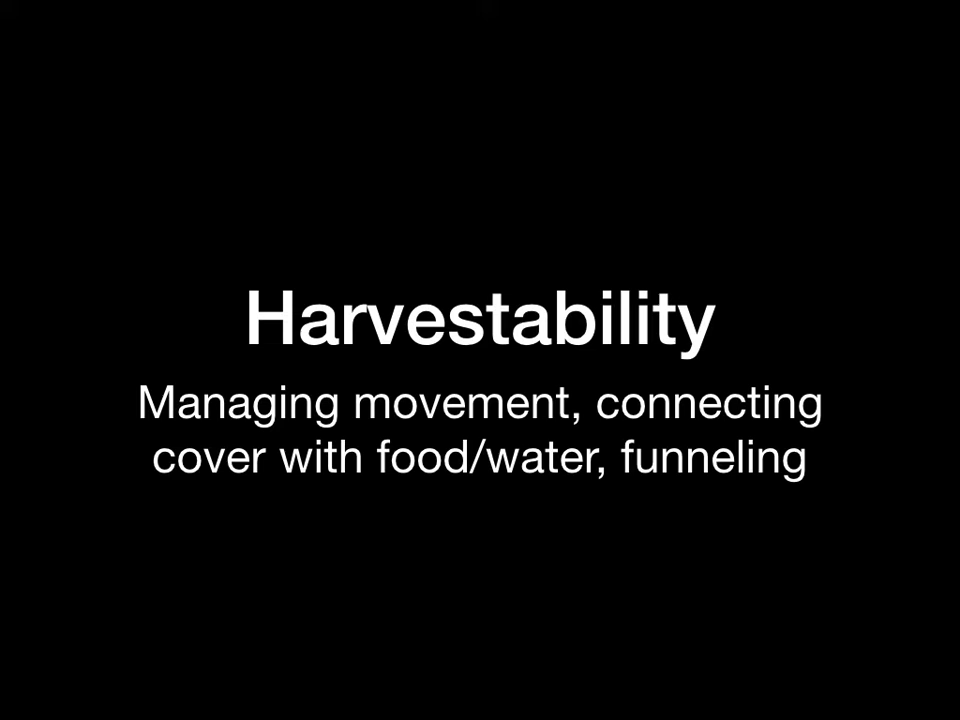 Harvestability
Managing movement, connecting
cover with food/water, funneling